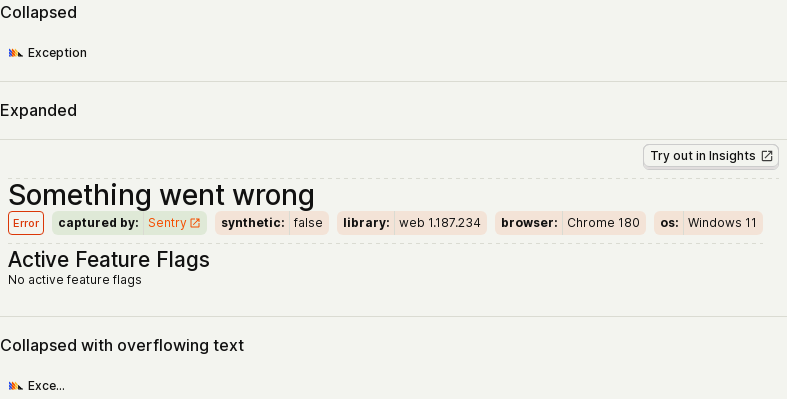 Collapsed
Exception
Expanded
Try out in Insights
Something went wrong
Error captured by: Sentry synthetic: false library: web 1.187.234 browser: Chrome 180 os: Windows 11
Active Feature Flags
No active feature flags
Collapsed with overflowing text
Exce...